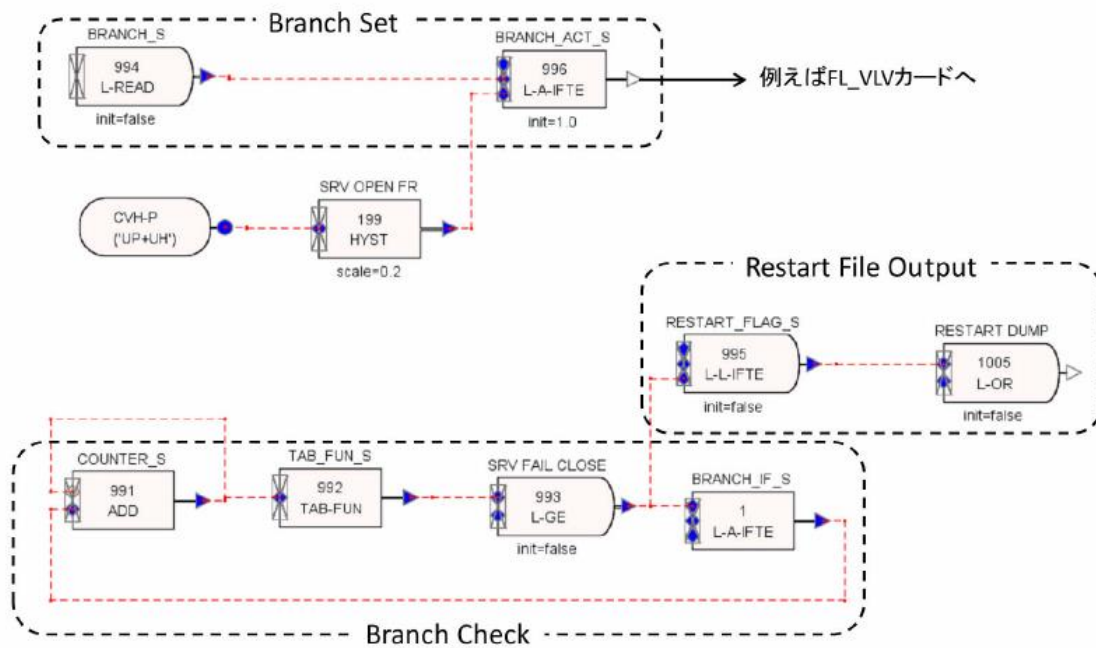 Branch Set
BRANCH_S
994
L-READ
init=false
BRANCH_ACT_S
996
L-A-IFTE
init=1.0
例えばFL_VLVカードへ
CVH-P
('UP+UH')
SRV OPEN FR
199
HYST
scale=0.2
Restart File Output
RESTART_FLAG_S
995
L-L-IFTE
init=false
RESTART DUMP
1005
L-OR
init=false
COUNTER_S
991
ADD
TAB_FUN_S
992
TAB-FUN
SRV FAIL CLOSE
993
L-GE
init=false
BRANCH_IF_S
1
L-A-IFTE
Branch Check